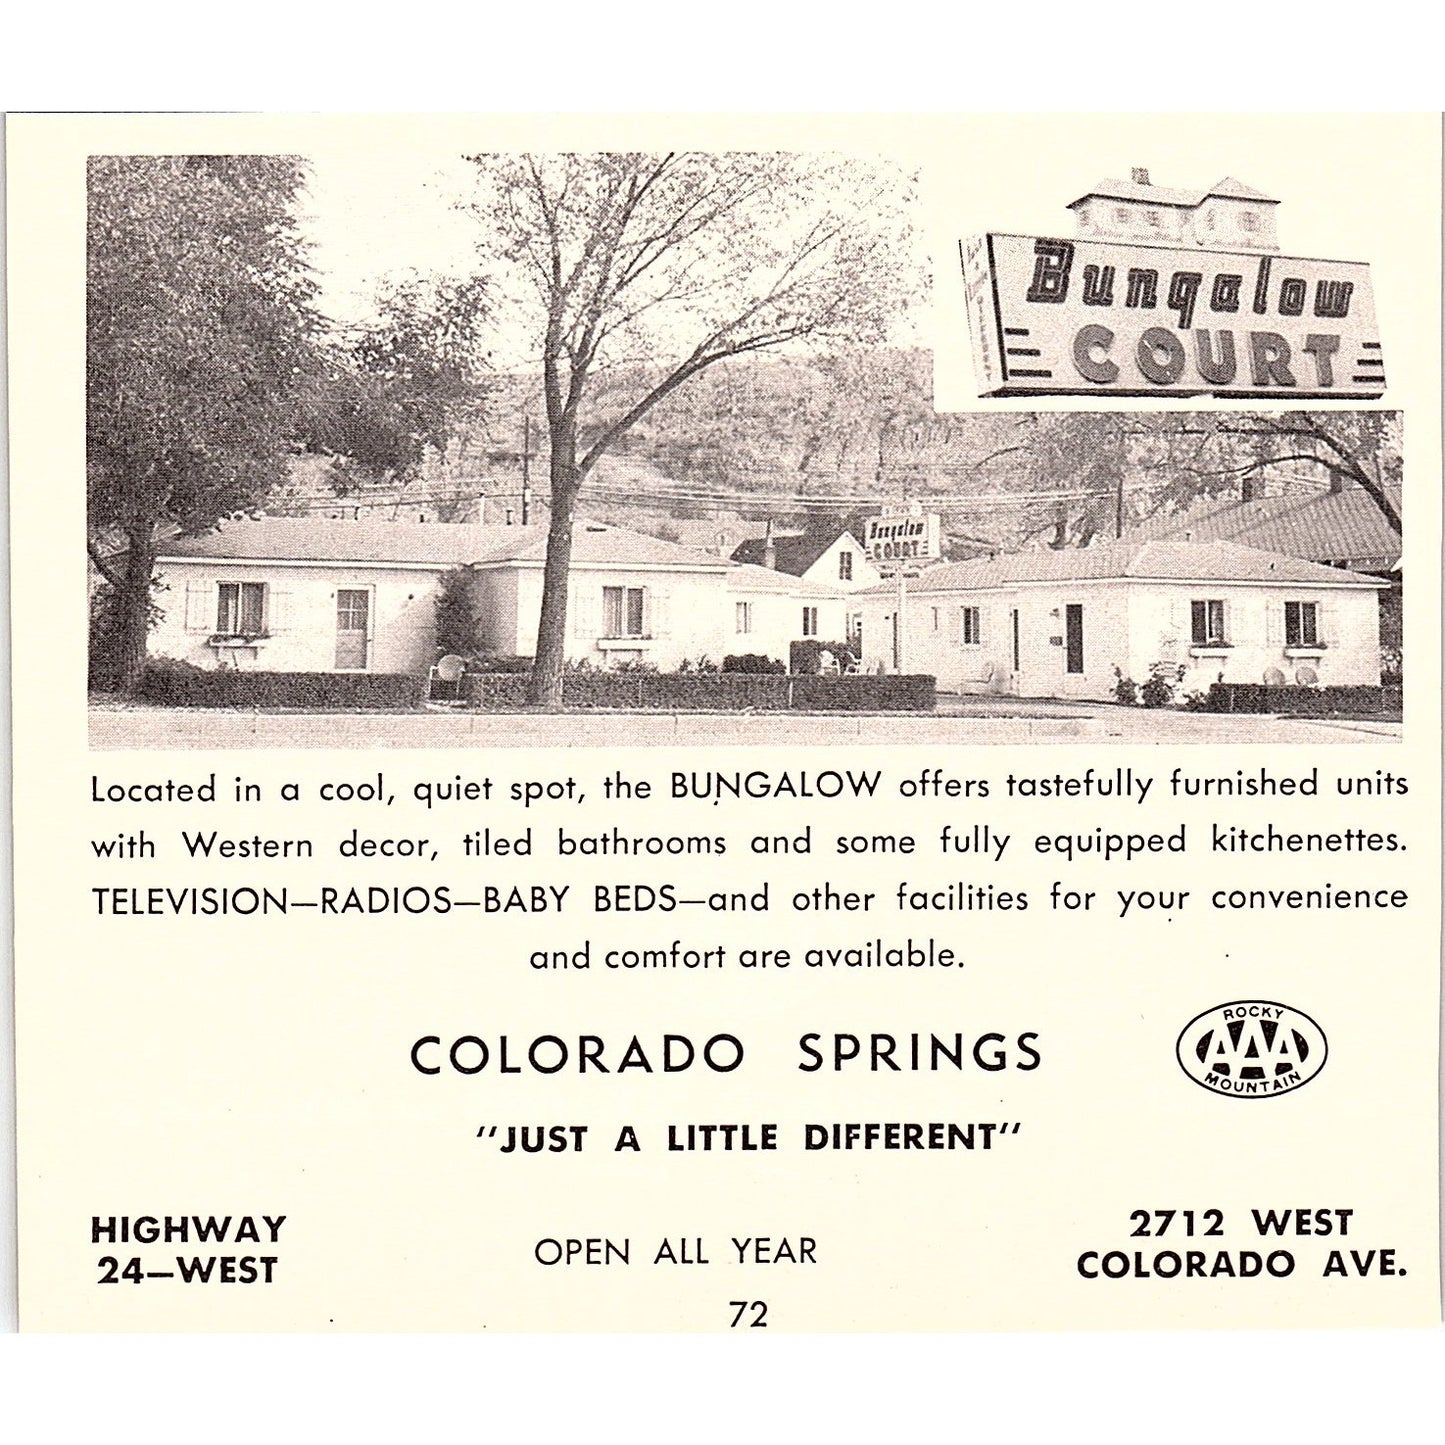 Bungalow
COURT
Bungalow
COURT
Located in a cool, quiet spot, the BUNGALOW offers tastefully furnished units
with Western decor, tiled bathrooms and some fully equipped kitchenettes.
TELEVISION—RADIOS—BABY BEDS—and other facilities for your convenience
and comfort are available.
COLORADO SPRINGS
ROCKY
AAA
MOUNTAIN
"JUST A LITTLE DIFFERENT"
HIGHWAY
24—WEST
OPEN ALL YEAR
2712 WEST
COLORADO AVE.
72